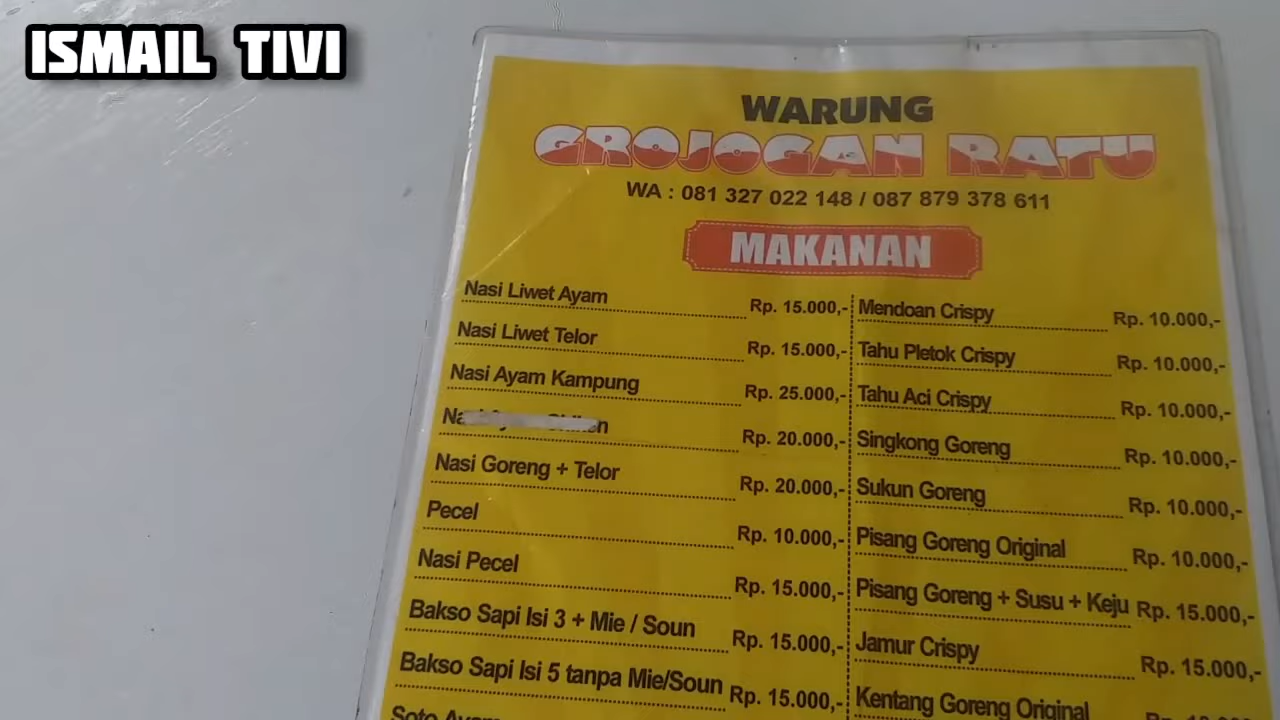 ISMAIL TIVI
WARUNG
GROJOGAN RATU
WA : 081 327 022 148 / 087 879 378 611
MAKANAN
Nasi Liwet Ayam Rp. 15.000,-
Nasi Liwet Telor Rp. 15.000,-
Nasi Ayam Kampung Rp. 25.000,-
Rp. 20.000,-
Nasi Goreng + Telor Rp. 20.000,-
Pecel Rp. 10.000,-
Nasi Pecel Rp. 15.000,-
Bakso Sapi Isi 3 + Mie / Soun Rp. 15.000,-
Bakso Sapi Isi 5 tanpa Mie/Soun Rp. 15.000,-
Soto Ayam
Mendoan Crispy Rp. 10.000,-
Tahu Pletok Crispy Rp. 10.000,-
Tahu Aci Crispy Rp. 10.000,-
Singkong Goreng Rp. 10.000,-
Sukun Goreng Rp. 10.000,-
Pisang Goreng Original Rp. 10.000,-
Pisang Goreng + Susu + Keju Rp. 15.000,-
Jamur Crispy Rp. 15.000,-
Kentang Goreng Original